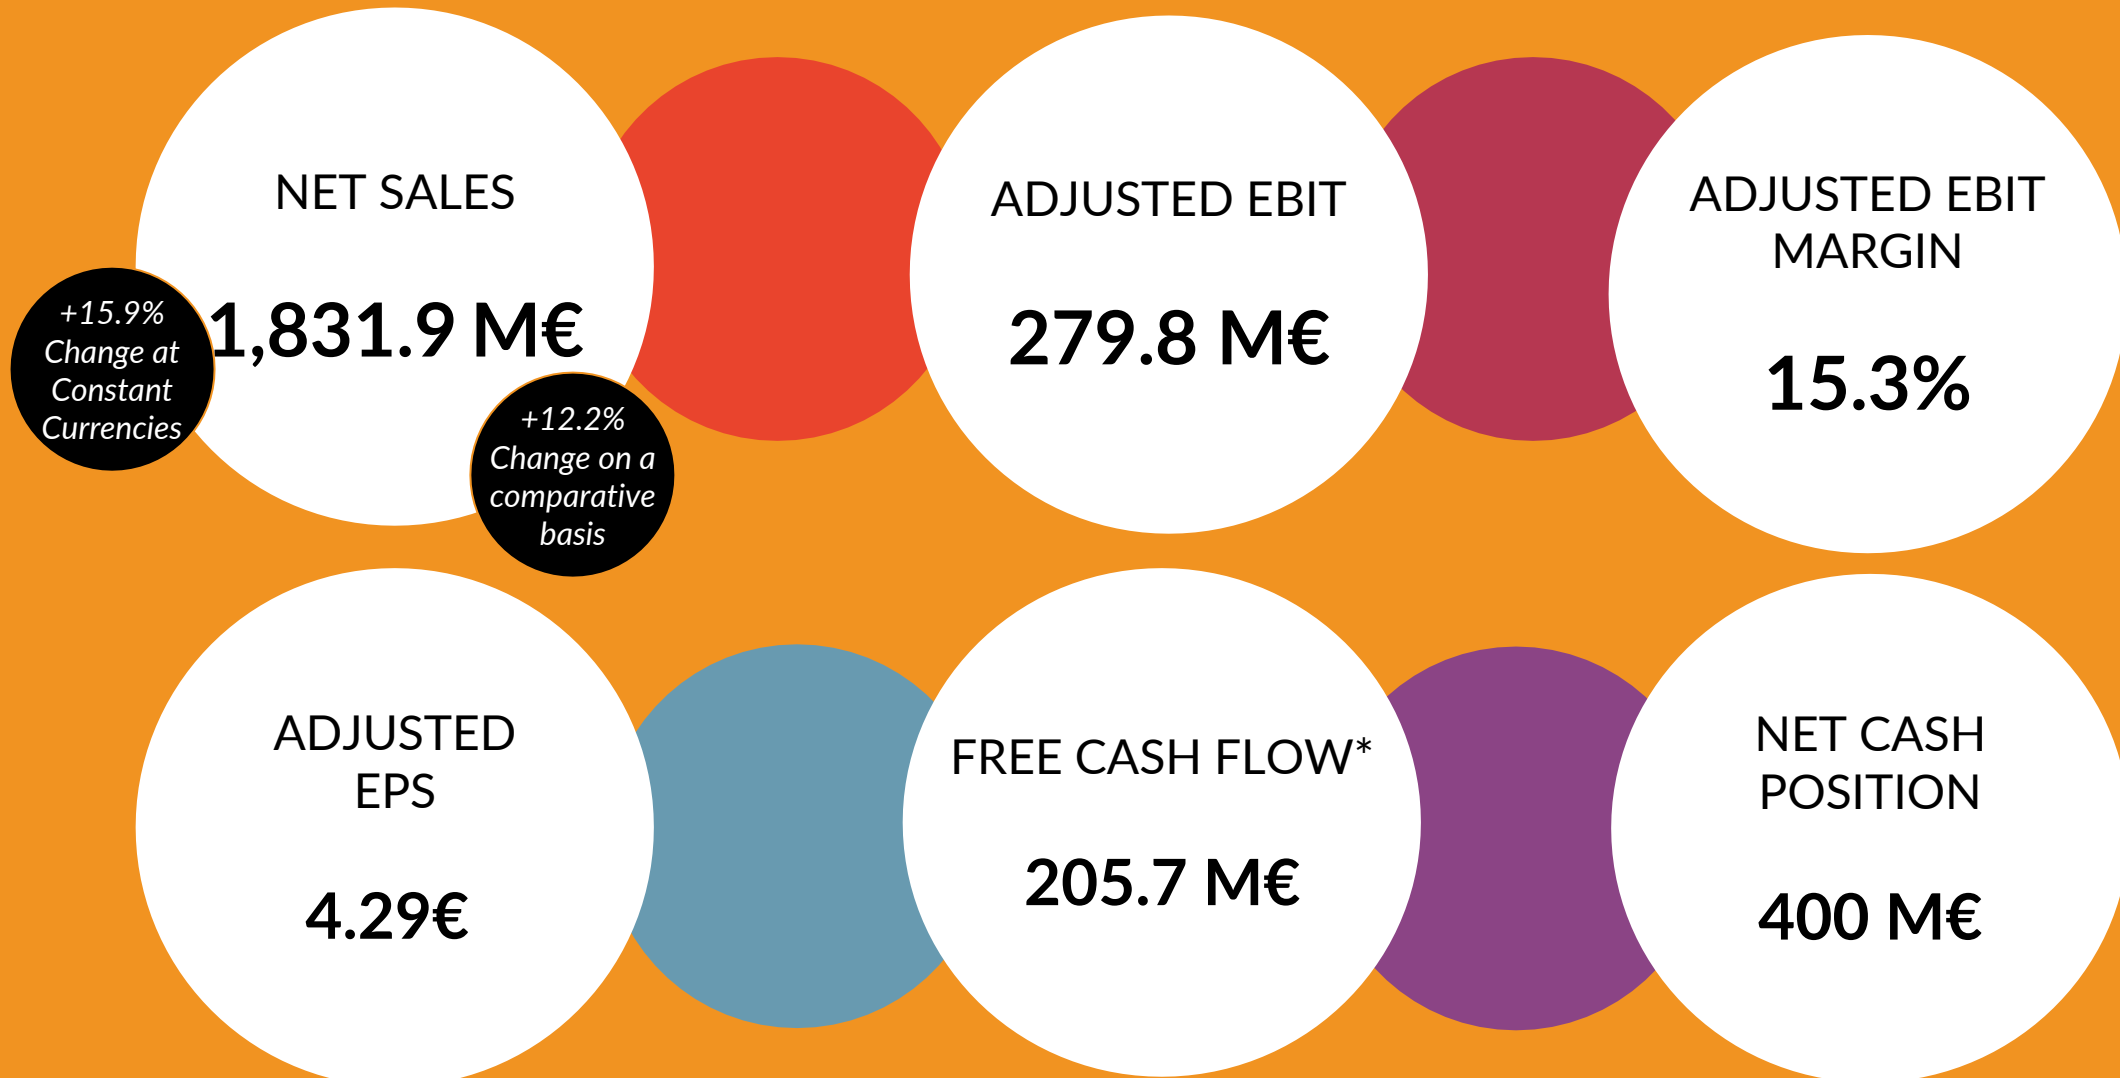 NET SALES
1,831.9 M€
+15.9%
Change at
Constant
Currencies
+12.2%
Change on a
comparative
basis
ADJUSTED EBIT
279.8 M€
ADJUSTED EBIT
MARGIN
15.3%
ADJUSTED
EPS
4.29€
FREE CASH FLOW*
205.7 M€
NET CASH
POSITION
400 M€